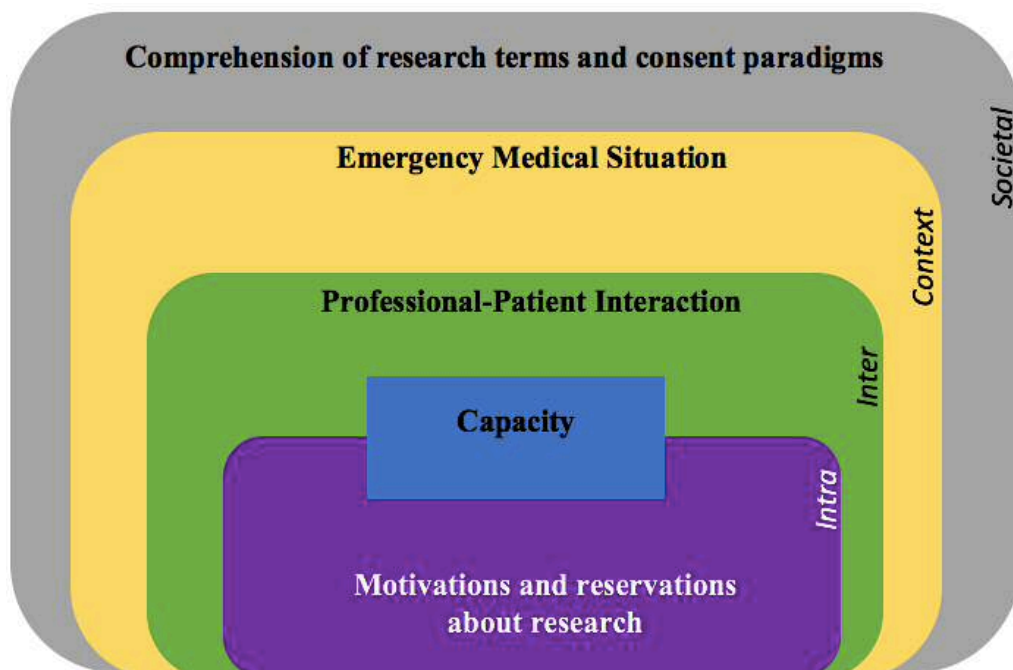 Comprehension of research terms and consent paradigms
Societal
Emergency Medical Situation
Context
Professional-Patient Interaction
Inter
Capacity
Intra
Motivations and reservations
about research